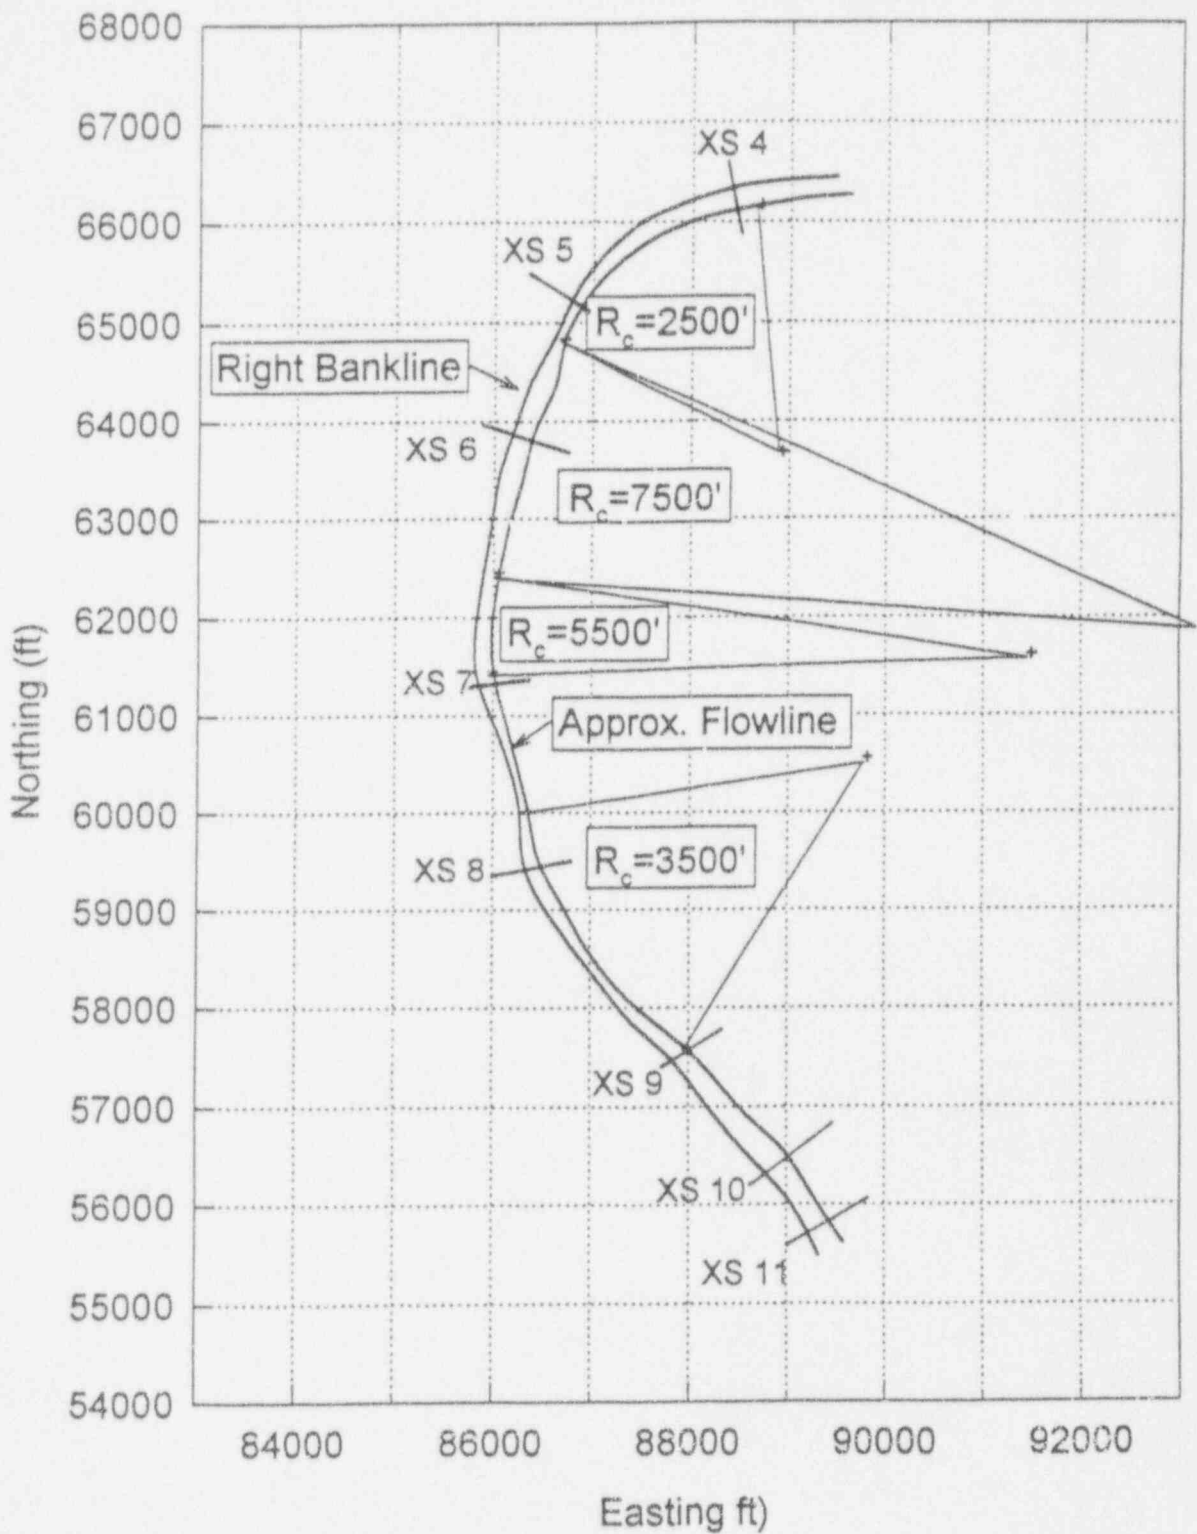 68000
67000
66000
65000
64000
63000
62000
61000
60000
59000
58000
57000
56000
55000
54000
Northing (ft)
XS 4
XS 5
R_c=2500'
Right Bankline
XS 6
R_c=7500'
R_c=5500'
XS 7
Approx. Flowline
XS 8
R_c=3500'
XS 9
XS 10
XS 11
84000
86000
88000
90000
92000
Easting ft)